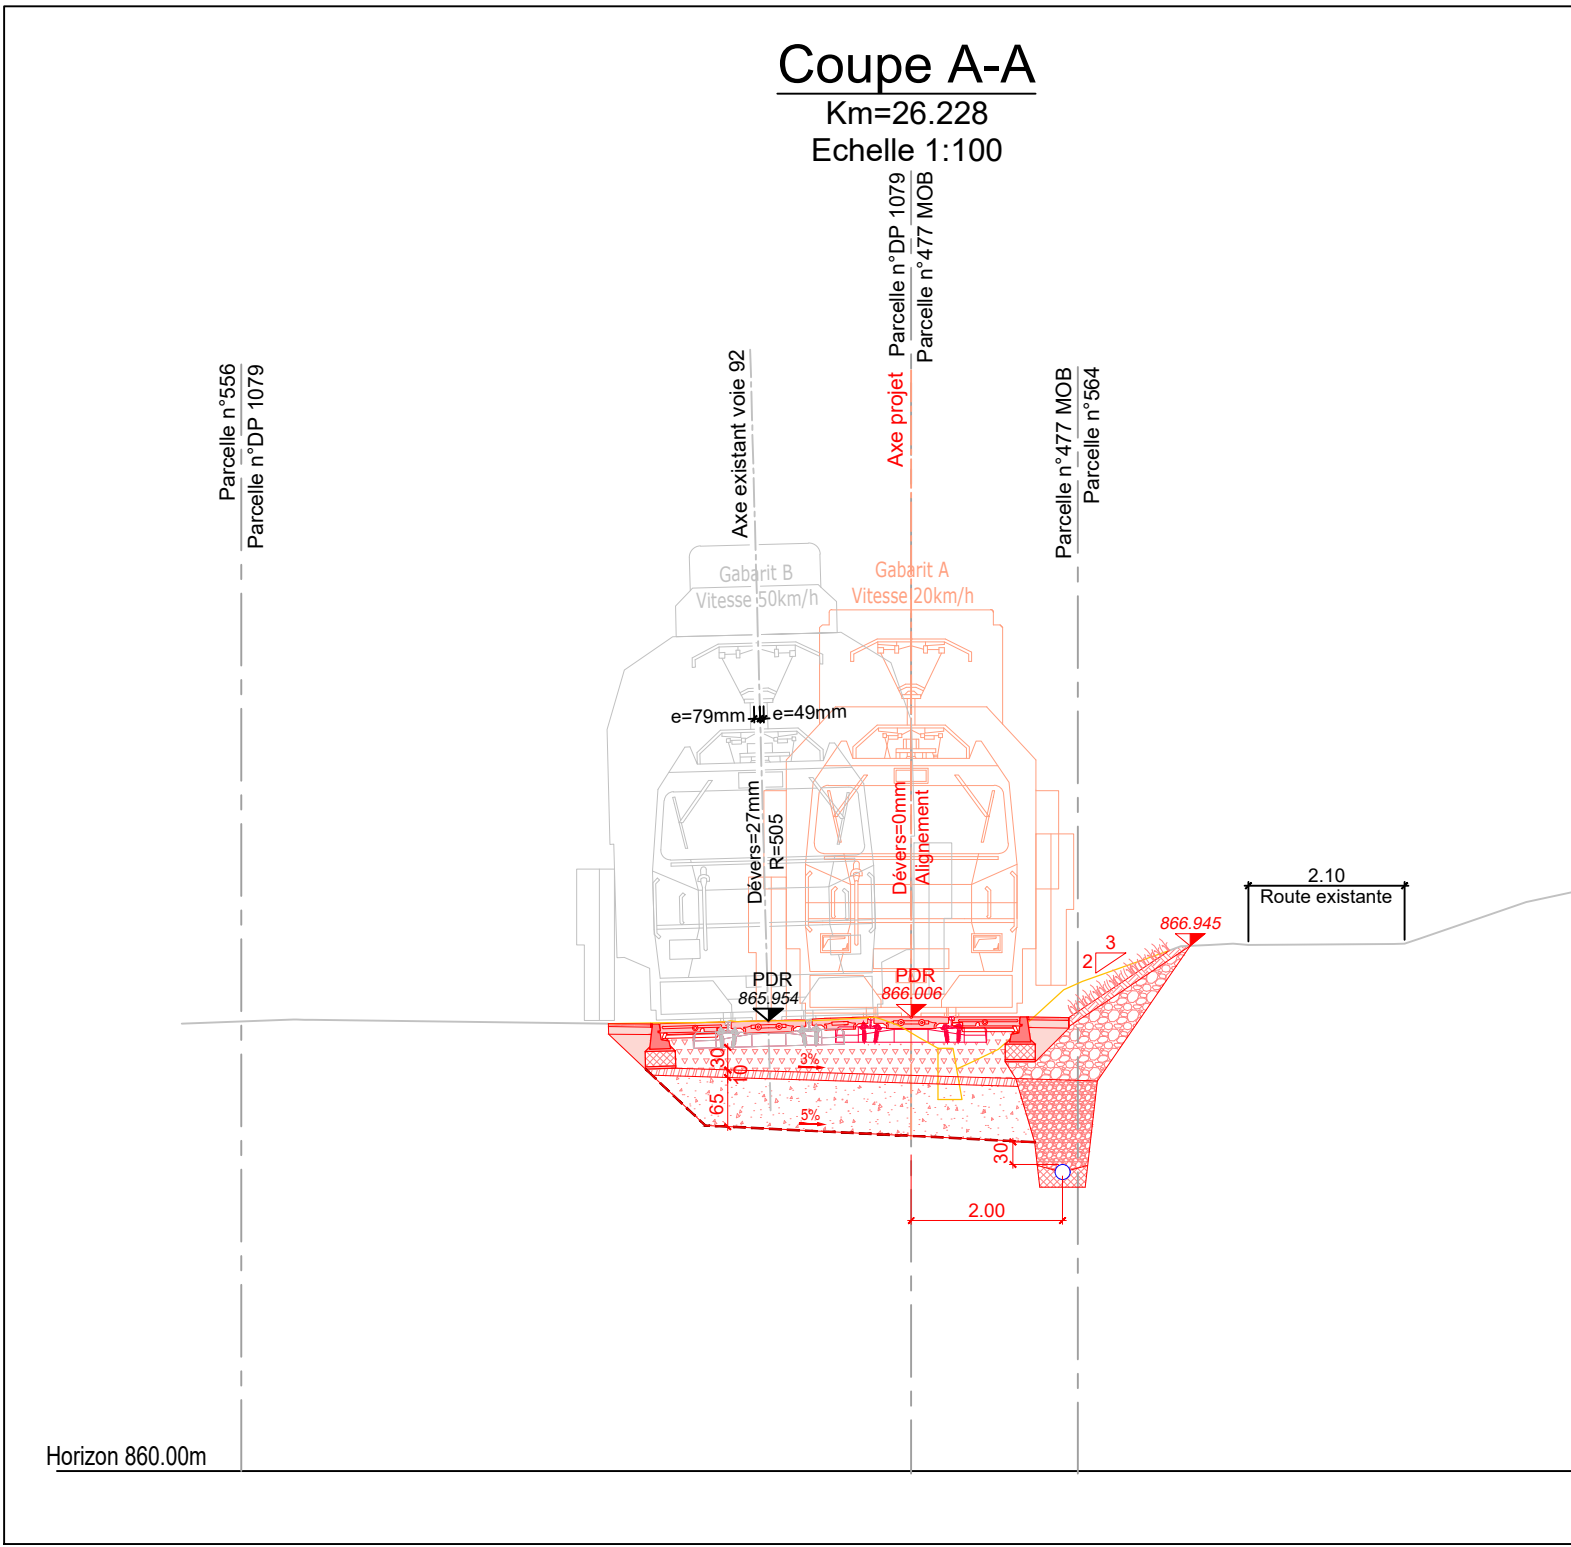 Coupe A-A
Km=26.228
Echelle 1:100
Parcelle n°DP 1079
Parcelle n°477 MOB
Axe projet
Axe existant voie 92
Parcelle n°556
Parcelle n°DP 1079
Parcelle n°477 MOB
Parcelle n°564
Gabarit B
Vitesse 50km/h
Gabarit A
Vitesse 20km/h
e=79mm
e=49mm
Dévers=27mm
R=505
Dévers=0mm
Alignement
2.10
Route existante
866.945
3
2
PDR
865.954
PDR
866.006
30
10
65
3%
5%
30
2.00
Horizon 860.00m